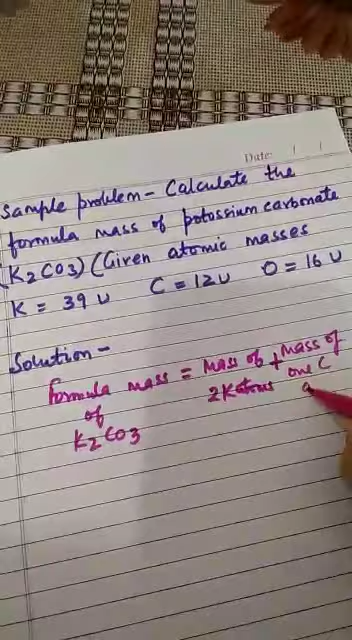 Date: / /
Sample problem - Calculate the
formula mass of potossium carbonate
(K2CO3) (Given atomic masses
K = 39 u C = 12 u O = 16 u
Solution -
Formula mass = Mass of + Mass of
of 2K atoms one C
K2CO3 a